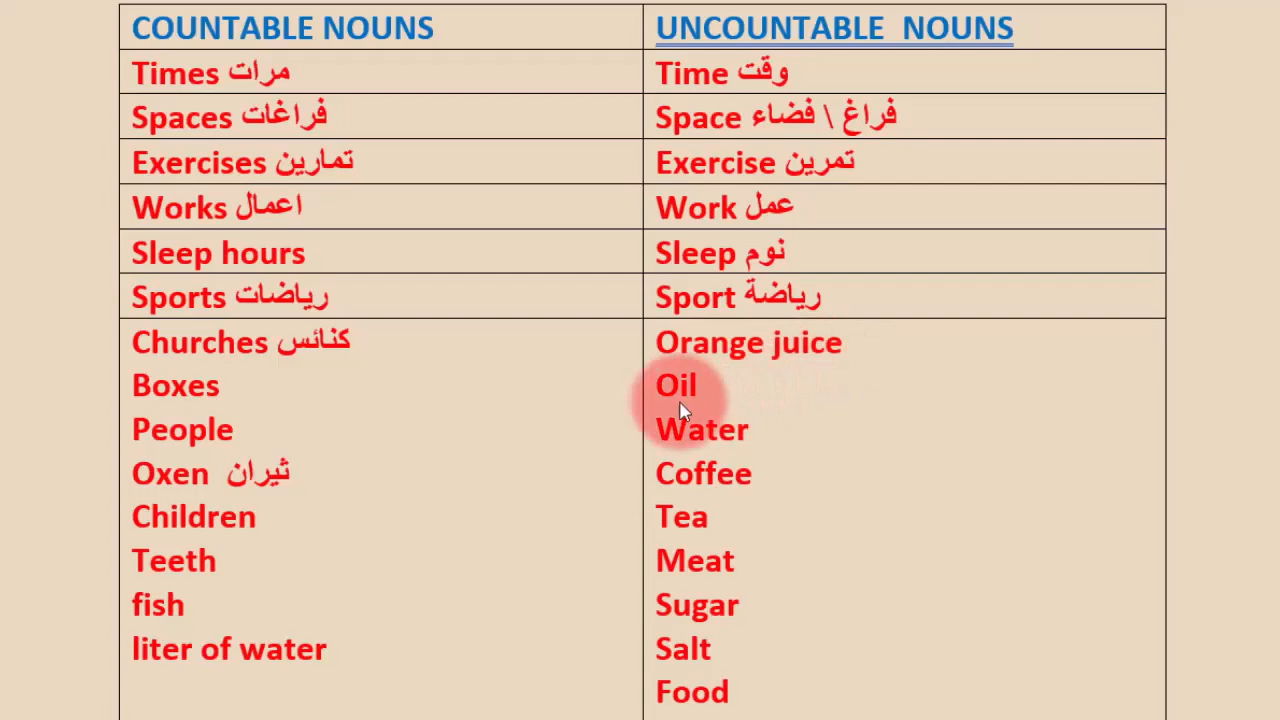 COUNTABLE NOUNS
UNCOUNTABLE NOUNS
Times مرات
Time وقت
Spaces فراغات
Space فراغ \ فضاء
Exercises تمارين
Exercise تمرين
Works اعمال
Work عمل
Sleep hours
Sleep نوم
Sports رياضات
Sport رياضة
Churches كنائس
Boxes
People
Oxen ثيران
Children
Teeth
fish
liter of water
Orange juice
Oil
Water
Coffee
Tea
Meat
Sugar
Salt
Food